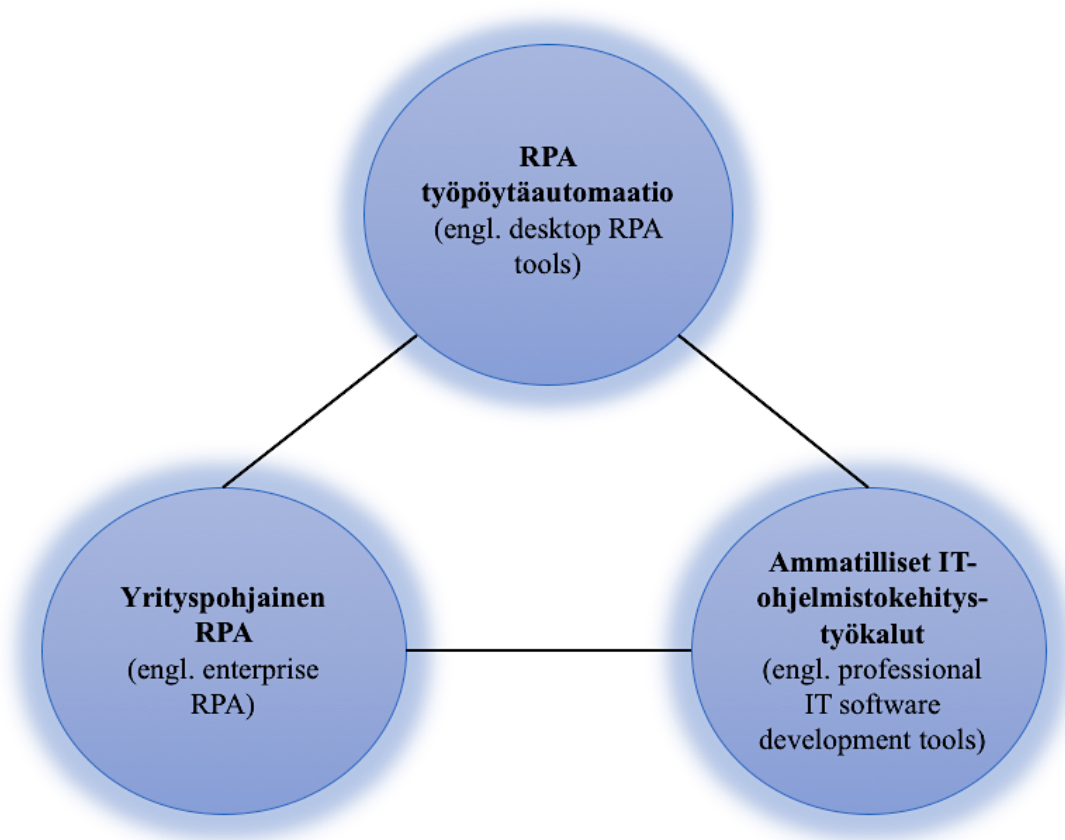 RPA
työpöytäautomaatio
(engl. desktop RPA
tools)
Yrityspohjainen
RPA
(engl. enterprise
RPA)
Ammatilliset IT-
ohjelmistokehitys-
työkalut
(engl. professional
IT software
development tools)